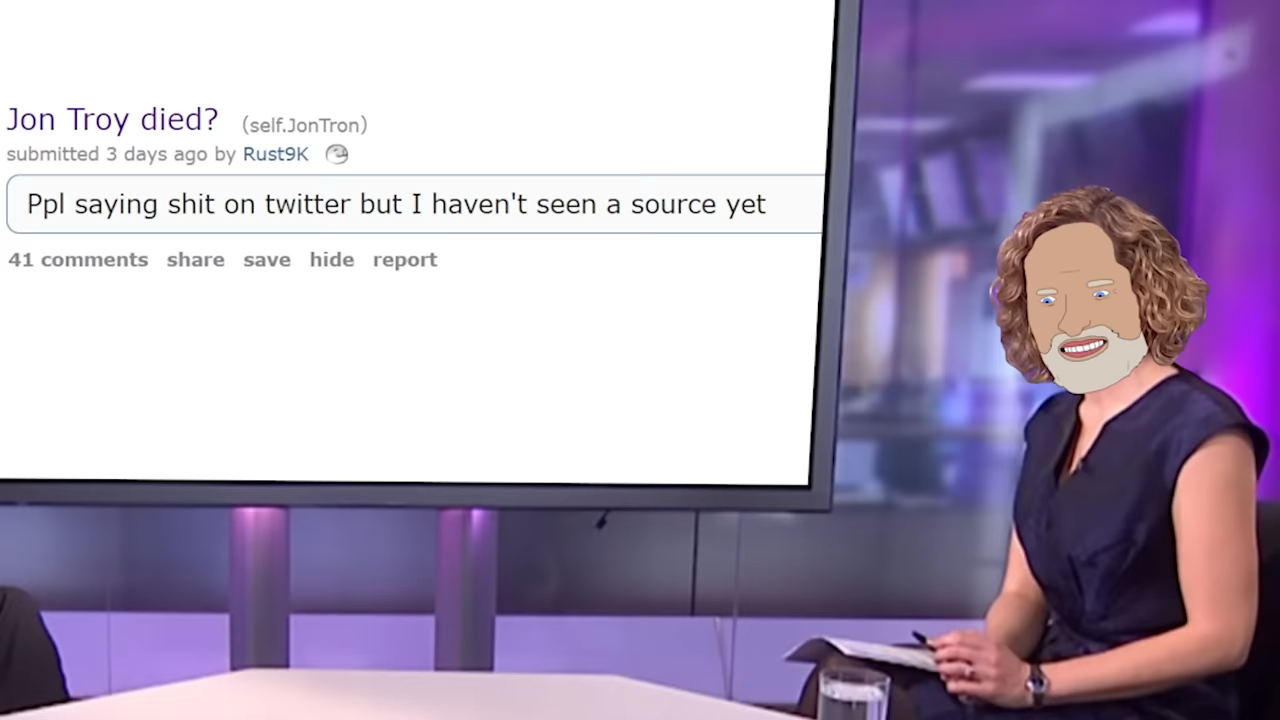 Jon Troy died? (self.JonTron)
submitted 3 days ago by Rust9K
Ppl saying shit on twitter but I haven't seen a source yet
41 comments share save hide report